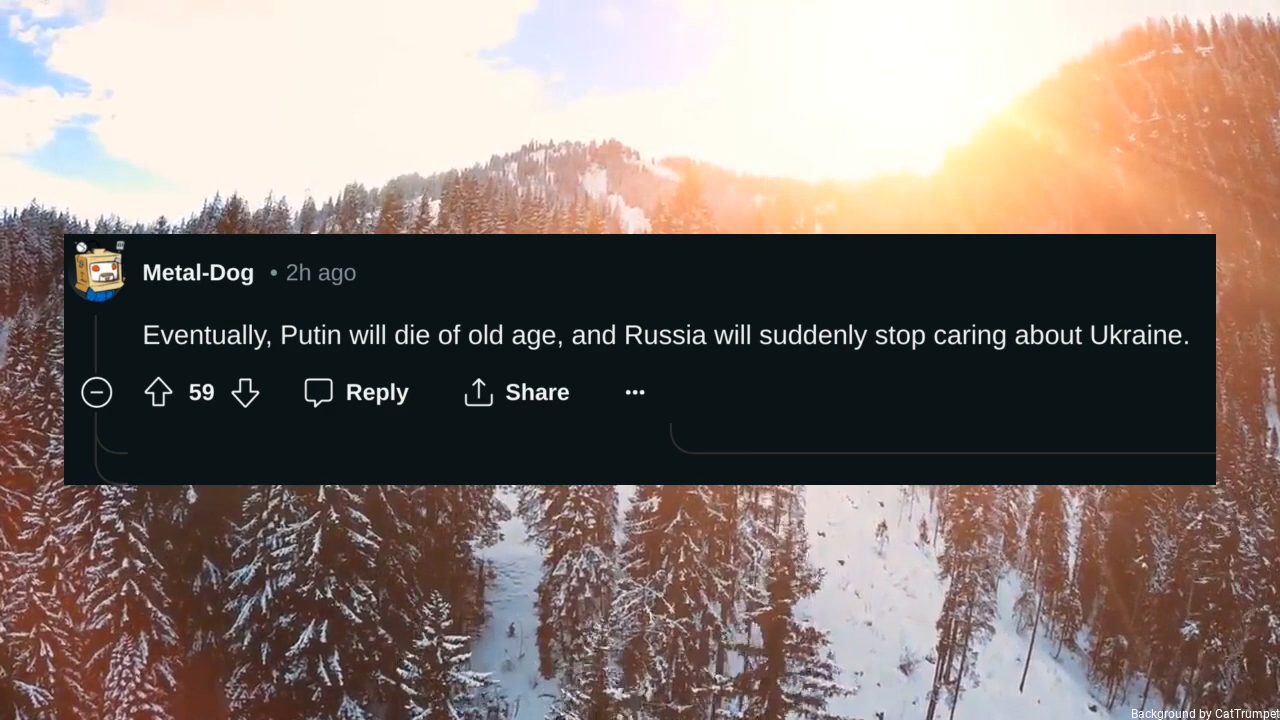 Metal-Dog • 2h ago
Eventually, Putin will die of old age, and Russia will suddenly stop caring about Ukraine.
59 Reply Share •••
Background by CatTrumpet